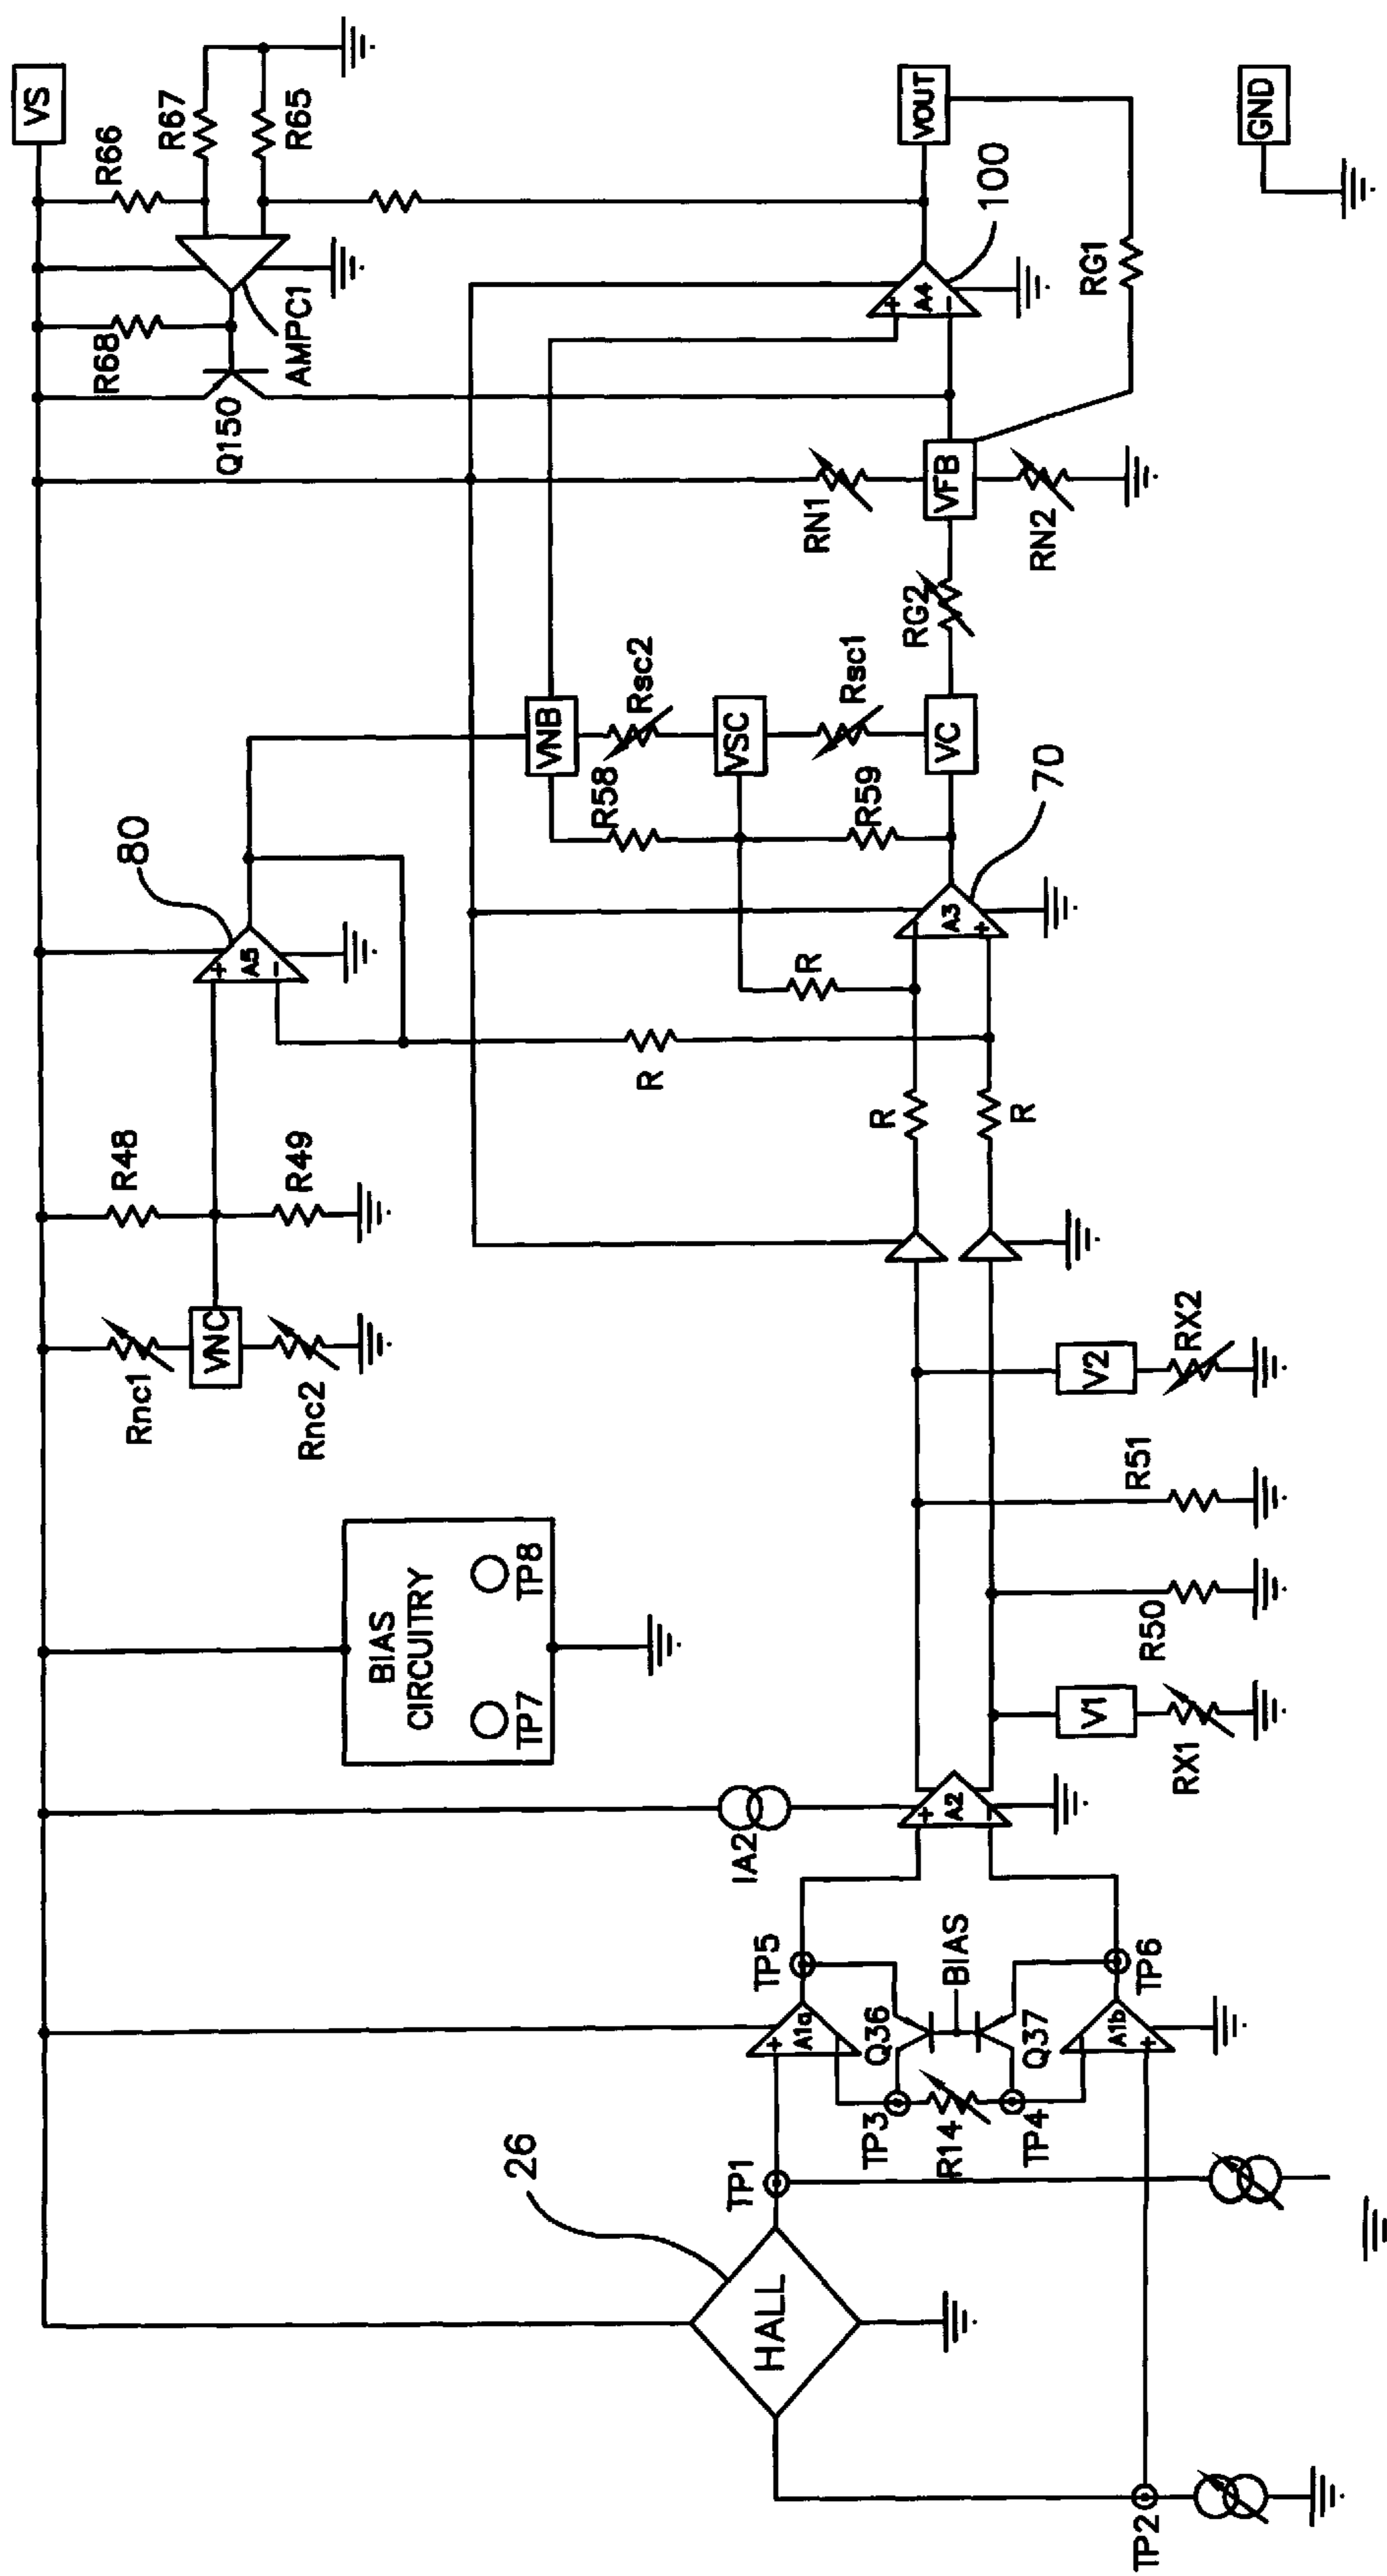 VS
R66
R67
R65
R68
AMPC1
Q150
VOUT
100
A4
+
−
RG1
GND
RN1
VFB
RN2
RG2
VNB
Rsc2
VSC
Rsc1
VC
R58
R59
70
A3
+
80
A5
+
−
R
R
R
R
R48
R49
Rnc1
VNC
Rnc2
V2
RX2
R51
R50
V1
RX1
BIAS
CIRCUITRY
TP7
TP8
IA2
A2
+
−
TP5
BIAS
TP6
A1a
+
Q36
Q37
A1b
+
TP3
R14
TP4
26
TP1
HALL
TP2